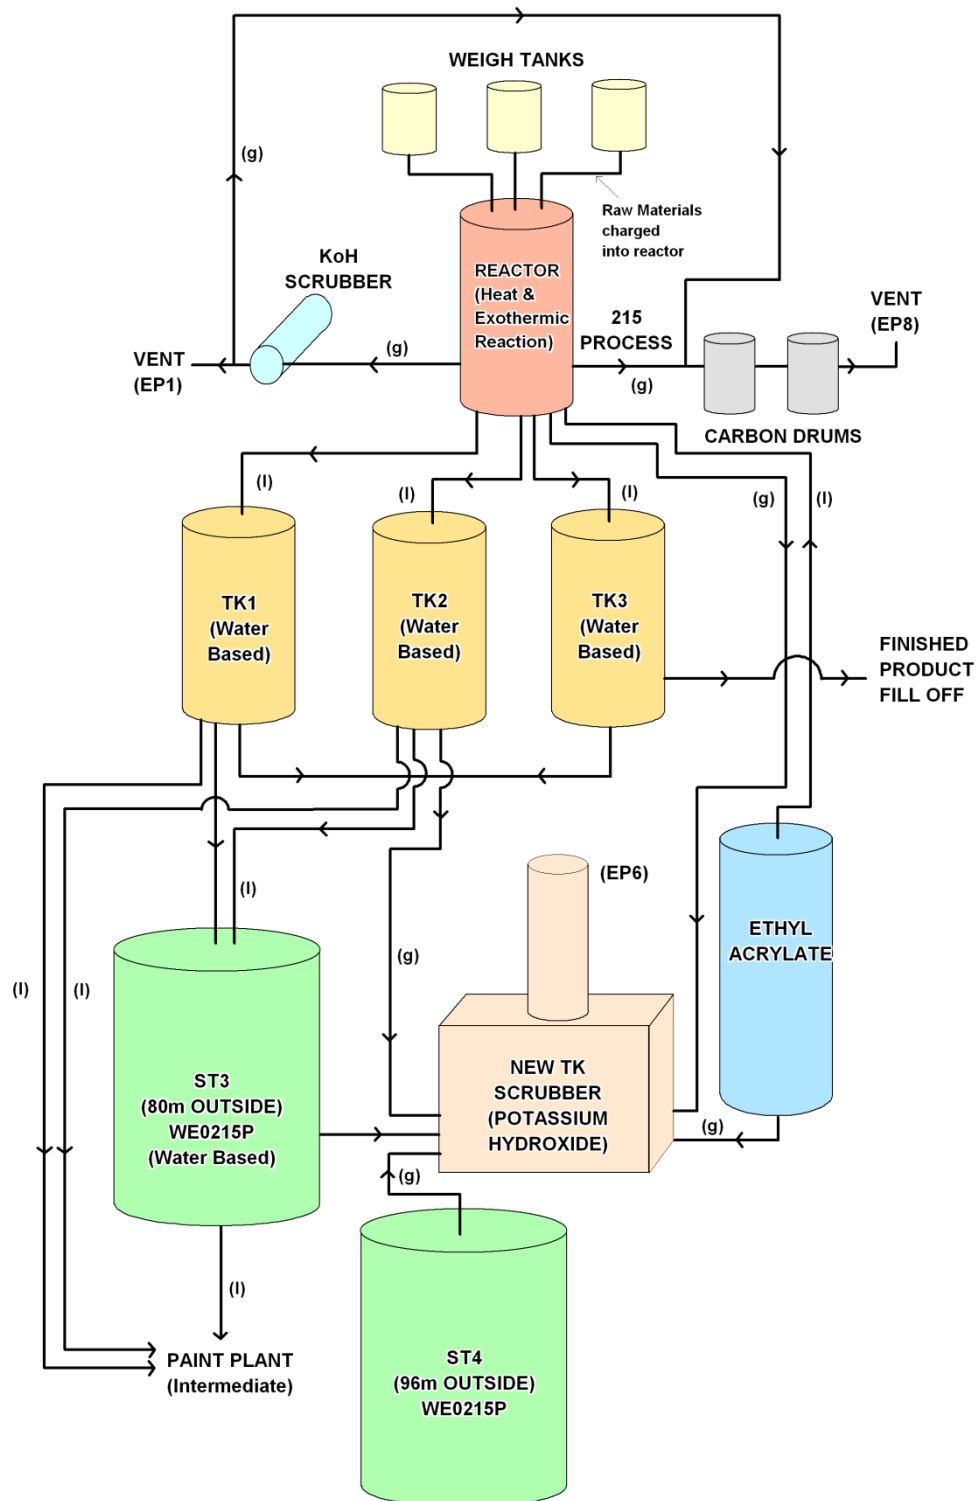 WEIGH TANKS
(g)
Raw Materials
charged
into reactor
KoH
SCRUBBER
REACTOR
(Heat &
Exothermic
Reaction)
215
PROCESS
VENT
(EP8)
VENT
(EP1)
(g)
(g)
CARBON DRUMS
(l)
(l)
(l)
(g)
(l)
TK1
(Water
Based)
TK2
(Water
Based)
TK3
(Water
Based)
FINISHED
PRODUCT
FILL OFF
(EP6)
(l)
ETHYL
ACRYLATE
(g)
(l)
(l)
ST3
(80m OUTSIDE)
WE0215P
(Water Based)
NEW TK
SCRUBBER
(POTASSIUM
HYDROXIDE)
(g)
(g)
(l)
PAINT PLANT
(Intermediate)
ST4
(96m OUTSIDE)
WE0215P